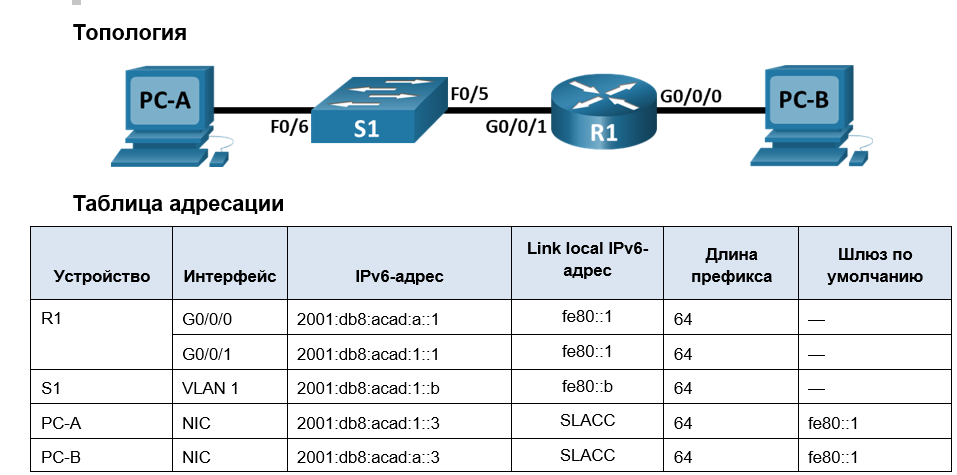 Топология
PC-A
F0/6
S1
F0/5
G0/0/1
R1
G0/0/0
PC-B
Таблица адресации
Устройство Интерфейс IPv6-адрес Link local IPv6-адрес Длина префикса Шлюз по умолчанию
R1 G0/0/0 2001:db8:acad:a::1 fe80::1 64 —
G0/0/1 2001:db8:acad:1::1 fe80::1 64 —
S1 VLAN 1 2001:db8:acad:1::b fe80::b 64 —
PC-A NIC 2001:db8:acad:1::3 SLACC 64 fe80::1
PC-B NIC 2001:db8:acad:a::3 SLACC 64 fe80::1